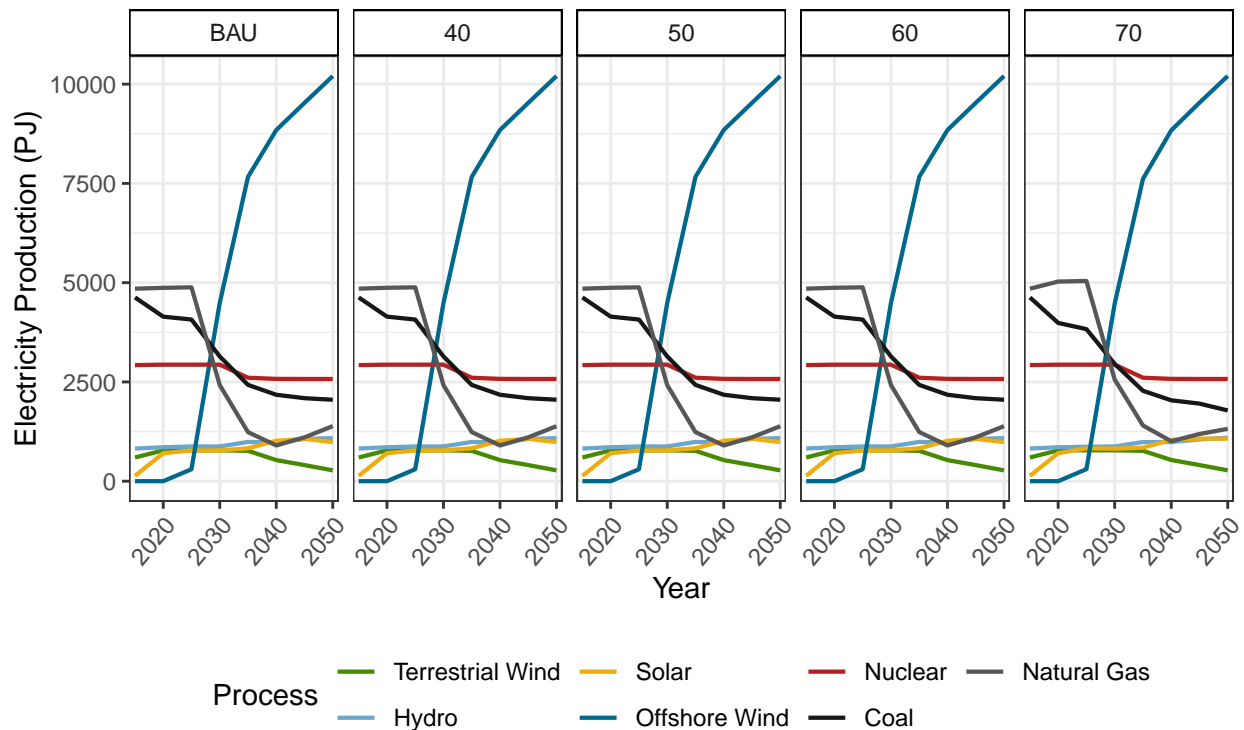 BAU 40 50 60 70
Electricity Production (PJ)
10000
7500
5000
2500
0
2020 2030 2040 2050 2020 2030 2040 2050 2020 2030 2040 2050 2020 2030 2040 2050 2020 2030 2040 2050
Year
Process
Terrestrial Wind Solar Nuclear Natural Gas
Hydro Offshore Wind Coal